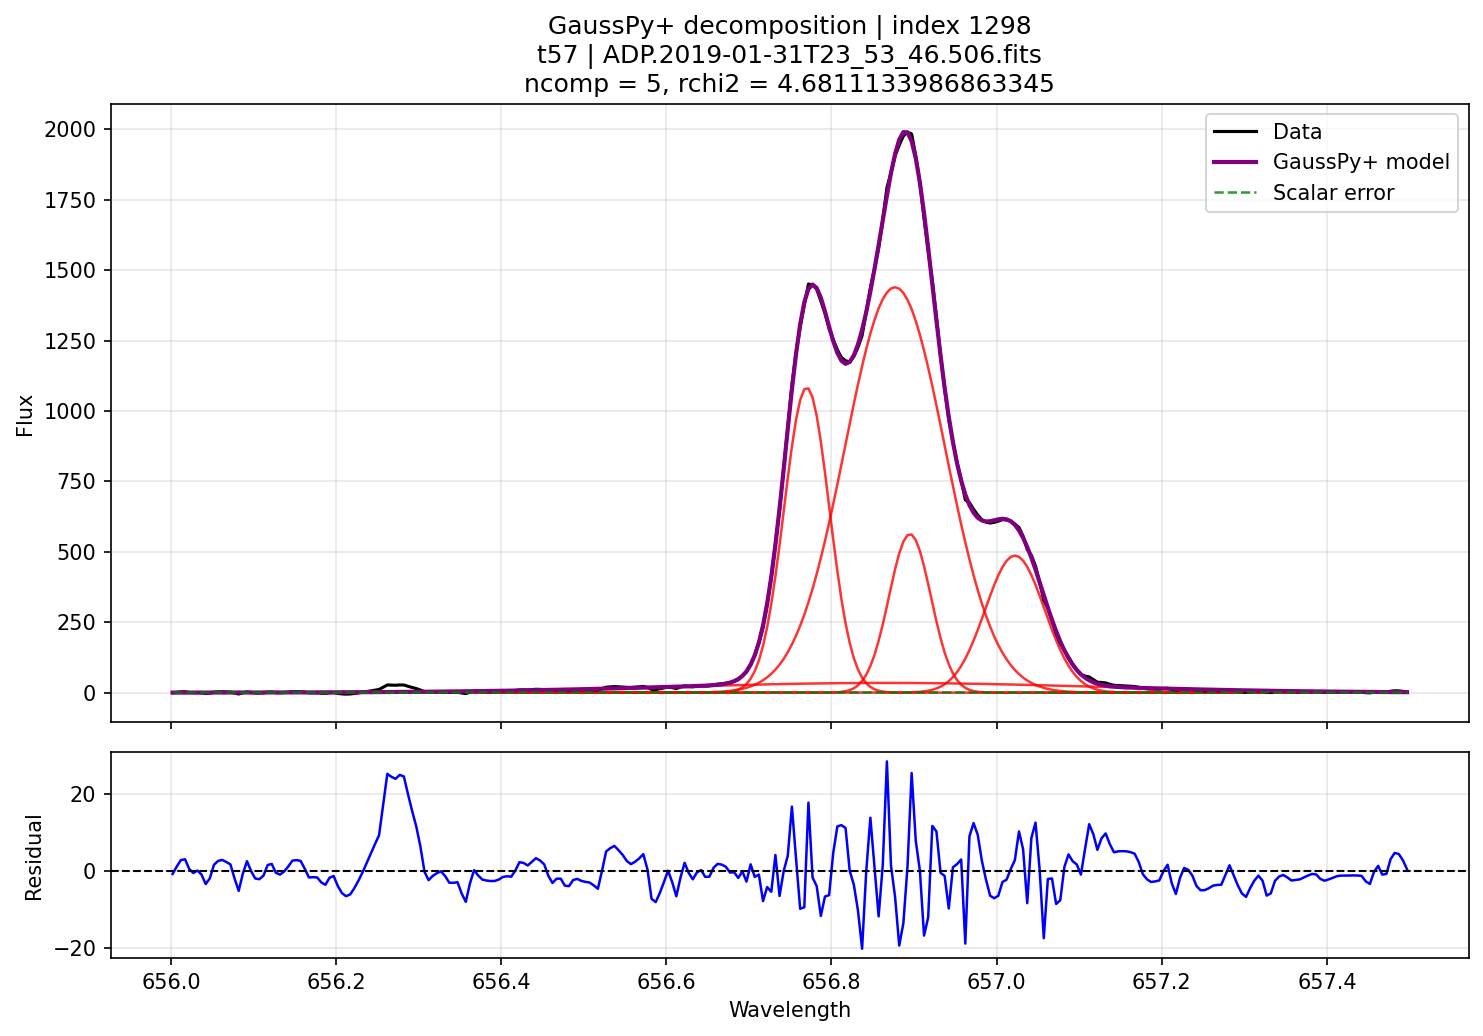 GaussPy+ decomposition | index 1298
t57 | ADP.2019-01-31T23_53_46.506.fits
ncomp = 5, rchi2 = 4.6811133986863345
Data
GaussPy+ model
Scalar error
Flux
2000
1750
1500
1250
1000
750
500
250
0
Residual
20
0
−20
656.0 656.2 656.4 656.6 656.8 657.0 657.2 657.4
Wavelength